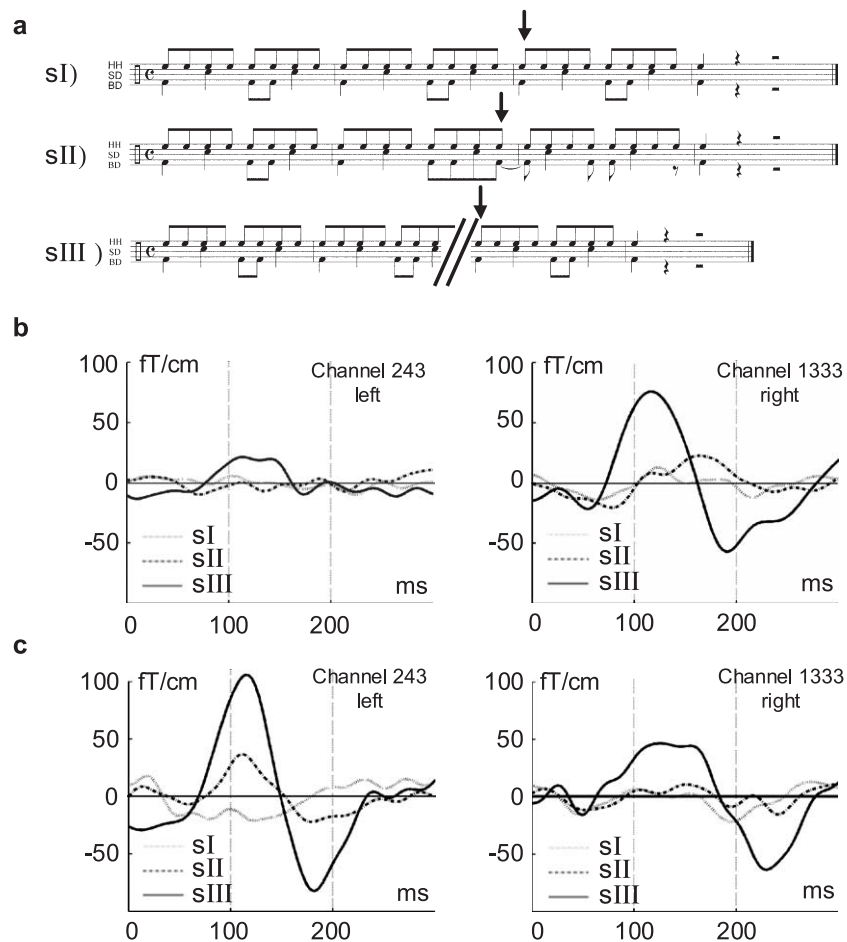 a
sI)
HH
SD
BD
sII)
HH
SD
BD
sIII )
HH
SD
BD
b
100
50
0
-50
fT/cm
Channel 243
left
sI
sII
sIII
ms
0
100
200
100
50
0
-50
fT/cm
Channel 1333
right
sI
sII
sIII
ms
0
100
200
c
100
50
0
-50
fT/cm
Channel 243
left
sI
sII
sIII
ms
0
100
200
100
50
0
-50
fT/cm
Channel 1333
right
sI
sII
sIII
ms
0
100
200